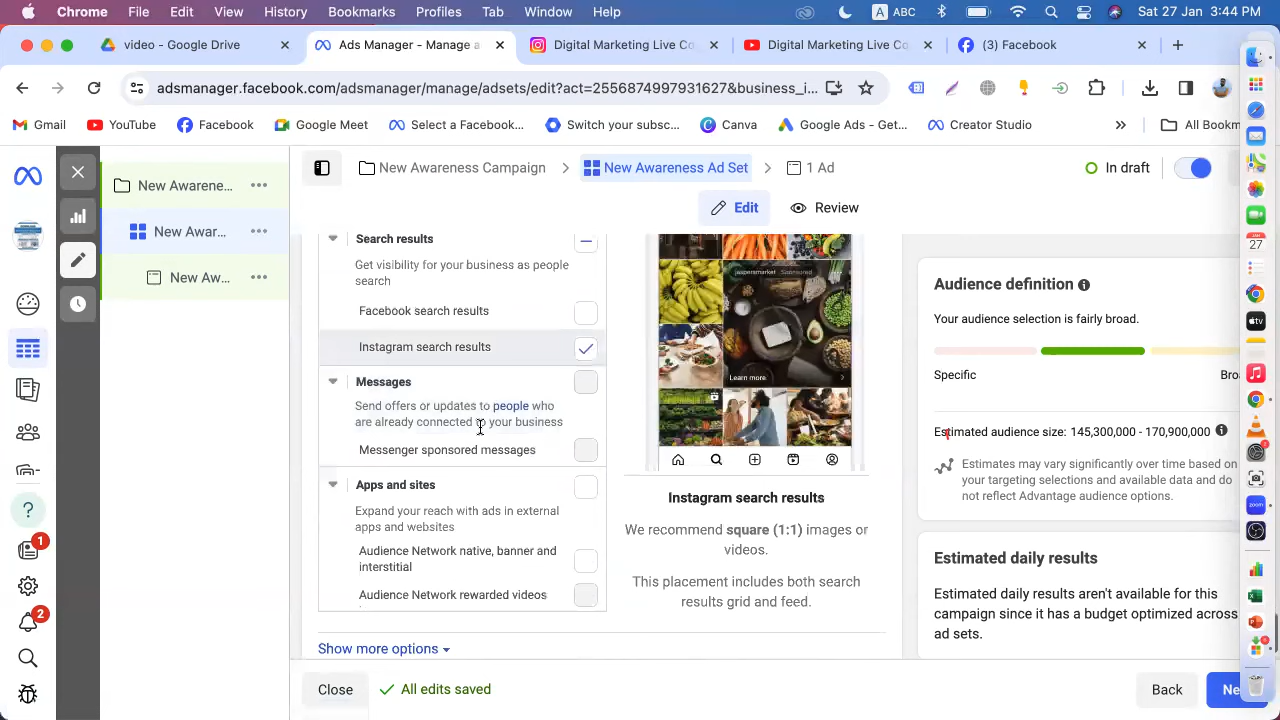 Chrome File Edit View History Bookmarks Profiles Tab Window Help
ABC
Sat 27 Jan 3:44 PM
video - Google Drive
Ads Manager - Manage a
Digital Marketing Live Co
Digital Marketing Live Co
(3) Facebook
adsmanager.facebook.com/adsmanager/manage/adsets/edit?act=2556874997931627&business_i...
Gmail
YouTube
Facebook
Google Meet
Select a Facebook...
Switch your subsc...
Canva
Google Ads - Get...
Creator Studio
All Bookm
New Awarene...
New Awar...
New Aw...
New Awareness Campaign
New Awareness Ad Set
1 Ad
In draft
Edit
Review
Search results
Get visibility for your business as people
search
Facebook search results
Instagram search results
Messages
Send offers or updates to people who
are already connected to your business
Messenger sponsored messages
Apps and sites
Expand your reach with ads in external
apps and websites
Audience Network native, banner and
interstitial
Audience Network rewarded videos
Show more options
jaspersmarket · Sponsored
Learn more
Instagram search results
We recommend square (1:1) images or
videos.
This placement includes both search
results grid and feed.
Audience definition
Your audience selection is fairly broad.
Specific
Bro
Estimated audience size: 145,300,000 - 170,900,000
Estimates may vary significantly over time based on
your targeting selections and available data and do
not reflect Advantage audience options.
Estimated daily results
Estimated daily results aren't available for this
campaign since it has a budget optimized across
ad sets.
Close
All edits saved
Back
Ne
1
2
JAN
27
tv
zoom